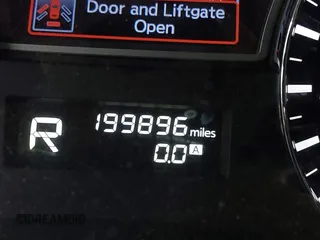 Door and Liftgate
Open
R
199896 miles
0.0 A